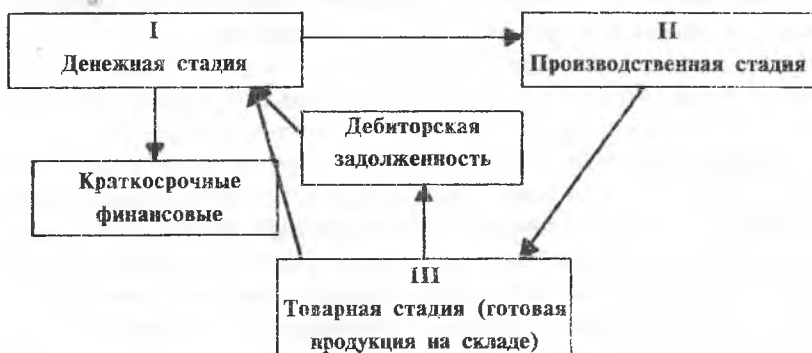 I
Денежная стадия
II
Производственная стадия
Дебиторская
задолженность
Краткосрочные
финансовые
III
Товарная стадия (готовая
продукция на складе)